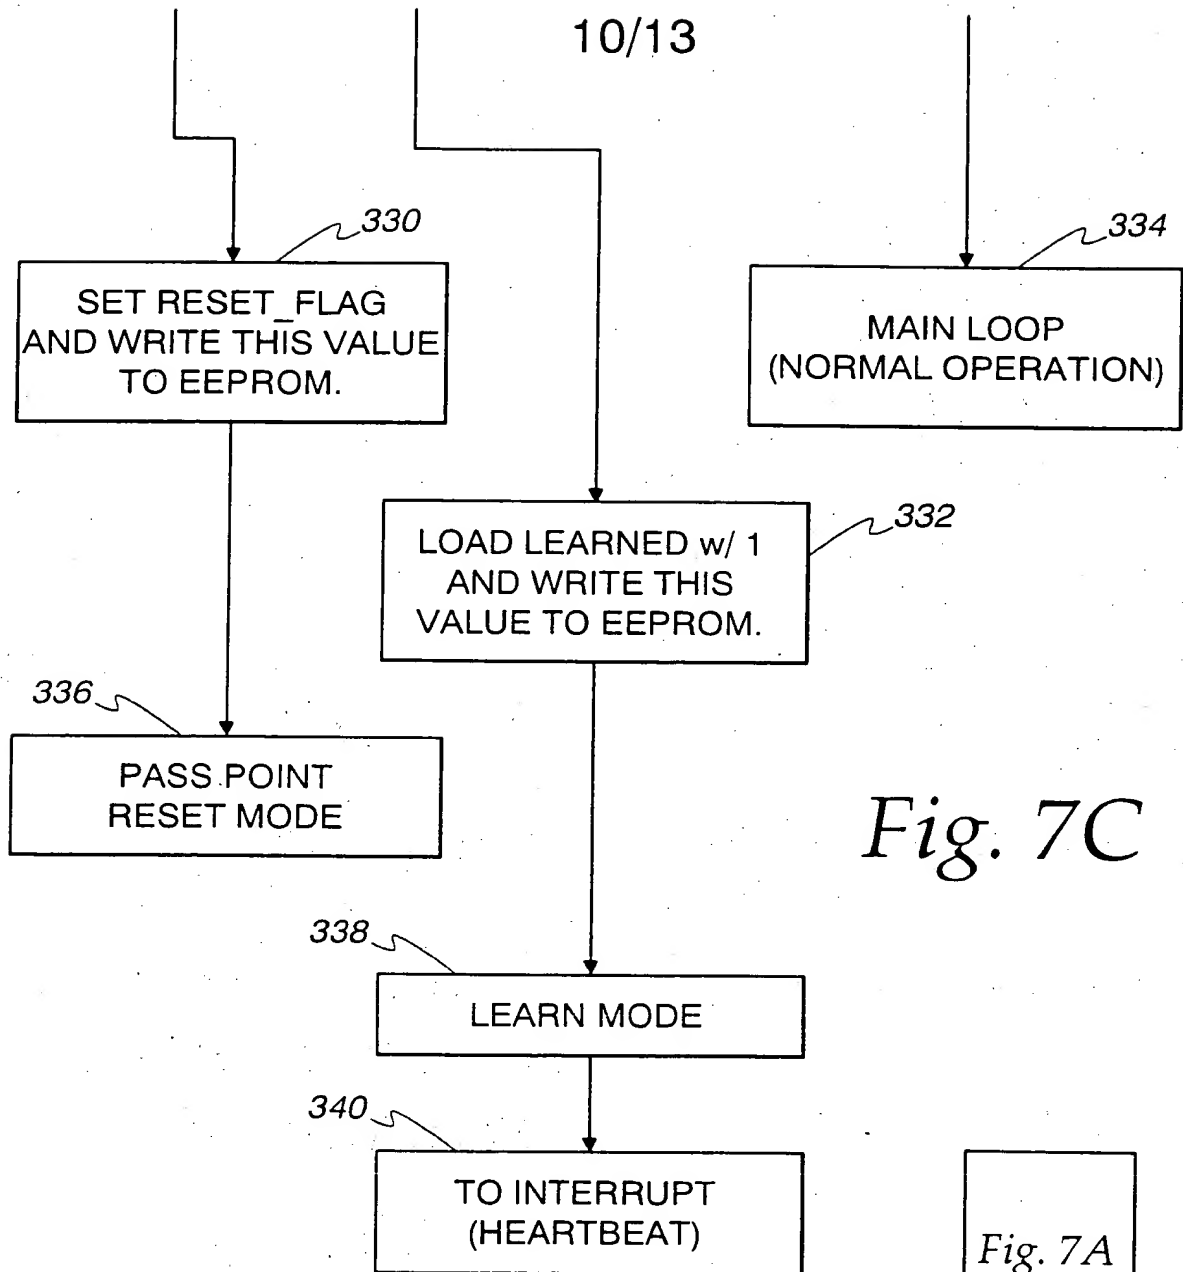 10/13
330
SET RESET_FLAG
AND WRITE THIS VALUE
TO EEPROM.
334
MAIN LOOP
(NORMAL OPERATION)
332
LOAD LEARNED w/ 1
AND WRITE THIS
VALUE TO EEPROM.
336
PASS POINT
RESET MODE
Fig. 7C
338
LEARN MODE
340
TO INTERRUPT
(HEARTBEAT)
Fig. 7A